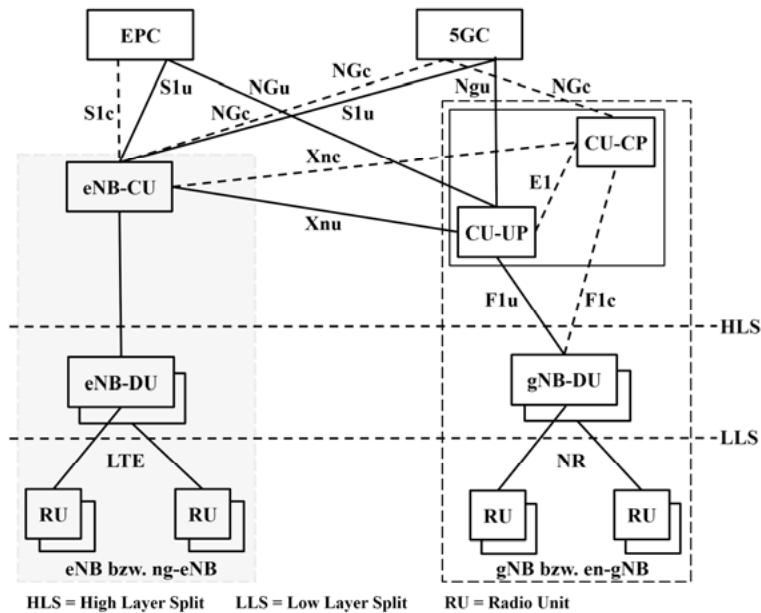 EPC
5GC
S1c
S1u
NGu
NGc
NGc
S1u
Ngu
NGc
CU-CP
Xnc
E1
eNB-CU
Xnu
CU-UP
F1u
F1c
HLS
eNB-DU
gNB-DU
LLS
LTE
NR
RU
RU
RU
RU
eNB bzw. ng-eNB
gNB bzw. en-gNB
HLS = High Layer Split LLS = Low Layer Split RU = Radio Unit